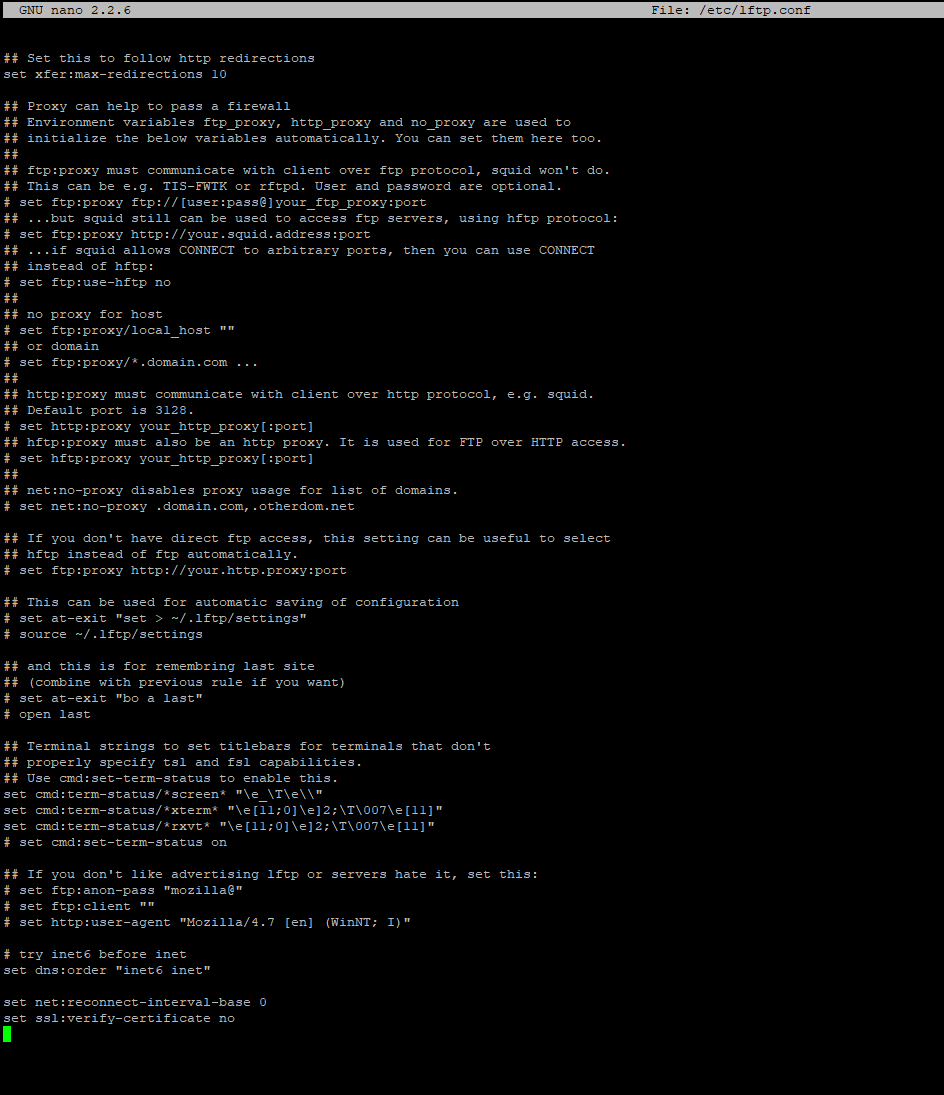 GNU nano 2.2.6 File: /etc/lftp.conf
## Set this to follow http redirections
set xfer:max-redirections 10
## Proxy can help to pass a firewall
## Environment variables ftp_proxy, http_proxy and no_proxy are used to
## initialize the below variables automatically. You can set them here too.
##
## ftp:proxy must communicate with client over ftp protocol, squid won't do.
## This can be e.g. TIS-FWTK or rftpd. User and password are optional.
# set ftp:proxy ftp://[user:pass@]your_ftp_proxy:port
## ...but squid still can be used to access ftp servers, using hftp protocol:
# set ftp:proxy http://your.squid.address:port
## ...if squid allows CONNECT to arbitrary ports, then you can use CONNECT
## instead of hftp:
# set ftp:use-hftp no
##
## no proxy for host
# set ftp:proxy/local_host ""
## or domain
# set ftp:proxy/*.domain.com ...
##
## http:proxy must communicate with client over http protocol, e.g. squid.
## Default port is 3128.
# set http:proxy your_http_proxy[:port]
## hftp:proxy must also be an http proxy. It is used for FTP over HTTP access.
# set hftp:proxy your_http_proxy[:port]
##
## net:no-proxy disables proxy usage for list of domains.
# set net:no-proxy .domain.com,.otherdom.net
## If you don't have direct ftp access, this setting can be useful to select
## hftp instead of ftp automatically.
# set ftp:proxy http://your.http.proxy:port
## This can be used for automatic saving of configuration
# set at-exit "set > ~/.lftp/settings"
# source ~/.lftp/settings
## and this is for remembring last site
## (combine with previous rule if you want)
# set at-exit "bo a last"
# open last
## Terminal strings to set titlebars for terminals that don't
## properly specify tsl and fsl capabilities.
## Use cmd:set-term-status to enable this.
set cmd:term-status/*screen* "\e_\T\e\\"
set cmd:term-status/*xterm* "\e[11;0]\e]2;\T\007\e[11]"
set cmd:term-status/*rxvt* "\e[11;0]\e]2;\T\007\e[11]"
# set cmd:set-term-status on
## If you don't like advertising lftp or servers hate it, set this:
# set ftp:anon-pass "mozilla@"
# set ftp:client ""
# set http:user-agent "Mozilla/4.7 [en] (WinNT; I)"
# try inet6 before inet
set dns:order "inet6 inet"
set net:reconnect-interval-base 0
set ssl:verify-certificate no